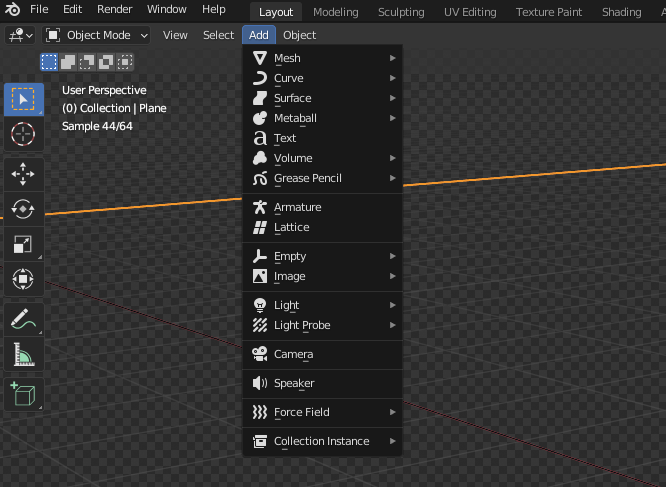 File Edit Render Window Help Layout Modeling Sculpting UV Editing Texture Paint Shading
Object Mode View Select Add Object
User Perspective
(0) Collection | Plane
Sample 44/64
Mesh
Curve
Surface
Metaball
Text
Volume
Grease Pencil
Armature
Lattice
Empty
Image
Light
Light Probe
Camera
Speaker
Force Field
Collection Instance